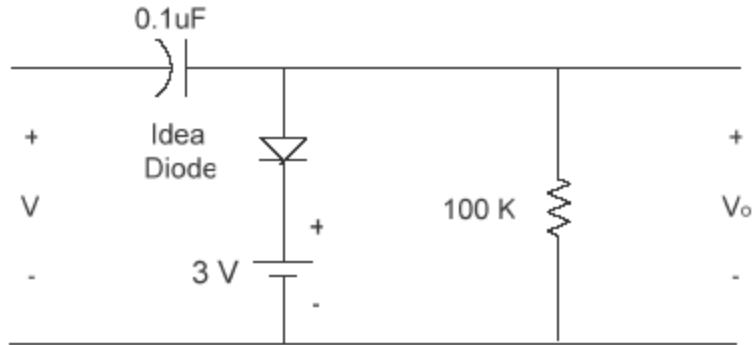 0.1uF
+
Idea
Diode
+
V
100 K
Vo
+
3 V
-
-
-